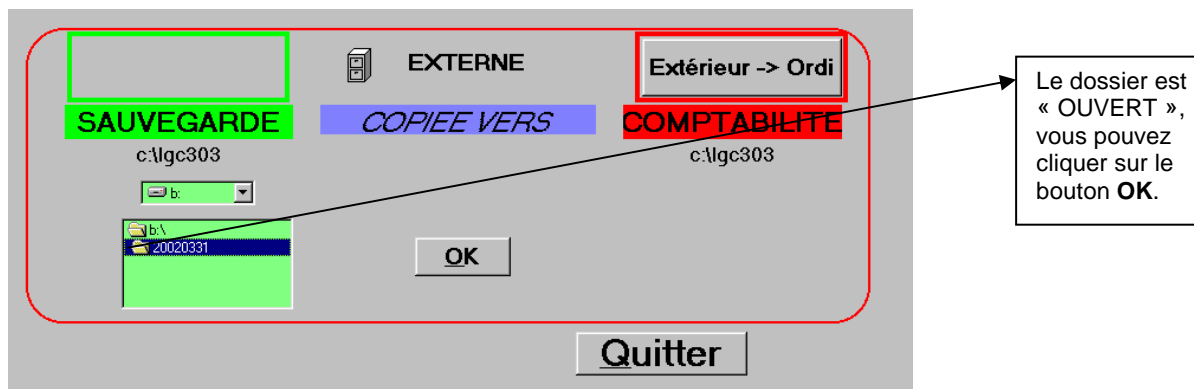 EXTERNE
Extérieur -> Ordi
SAUVEGARDE
COPIEE VERS
COMPTABILITE
c:\lgc303
c:\lgc303
b:
b:\
20020331
OK
Quitter
Le dossier est
« OUVERT »,
vous pouvez
cliquer sur le
bouton OK.